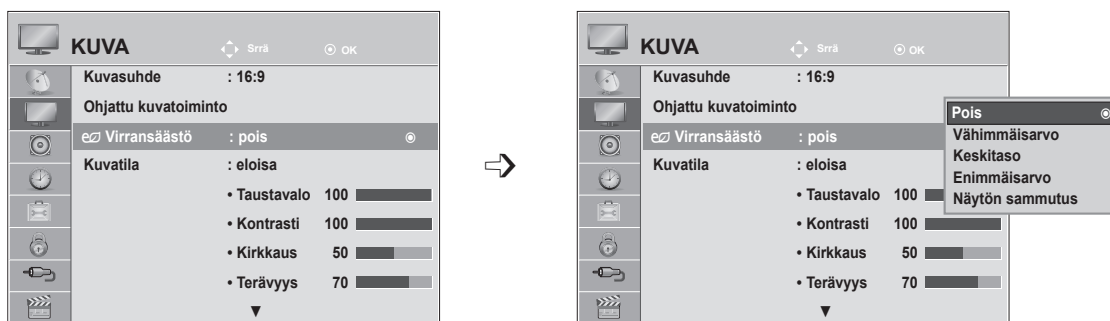 KUVA Srrä OK
Kuvasuhde : 16:9
Ohjattu kuvatoiminto
e Virransäästö : pois
Kuvatila : eloisa
• Taustavalo 100
• Kontrasti 100
• Kirkkaus 50
• Terävyys 70
▼
KUVA Srrä OK
Kuvasuhde : 16:9
Ohjattu kuvatoiminto
e Virransäästö : pois
Kuvatila : eloisa
• Taustavalo 100
• Kontrasti 100
• Kirkkaus 50
• Terävyys 70
▼
Pois
Vähimmäisarvo
Keskitaso
Enimmäisarvo
Näytön sammutus